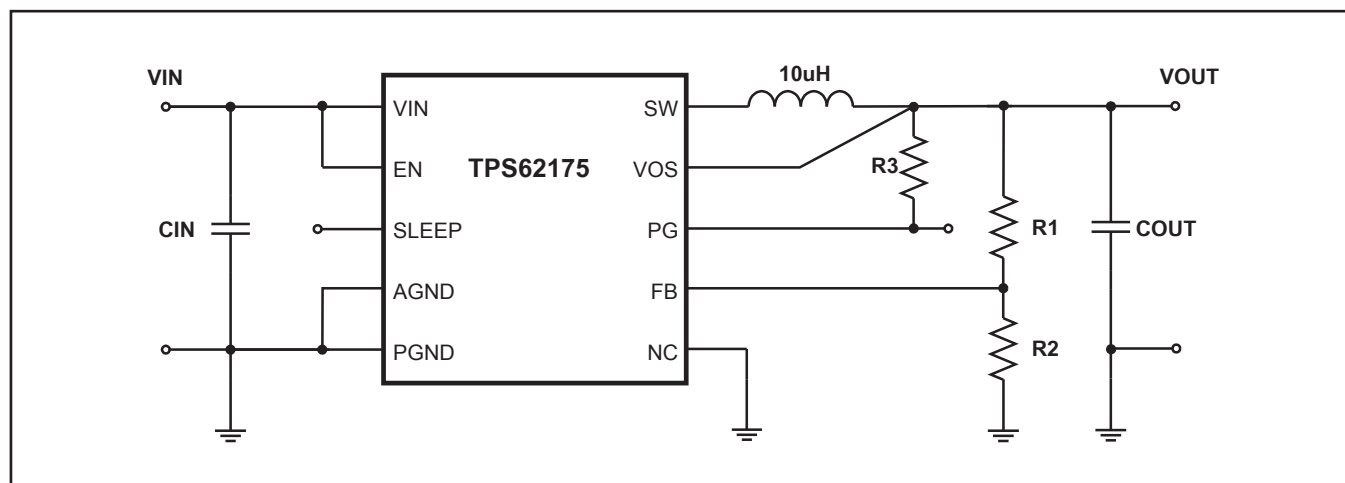 10uH
VIN
VOUT
VIN
SW
EN
TPS62175
VOS
R3
CIN
SLEEP
PG
R1
COUT
AGND
FB
PGND
NC
R2